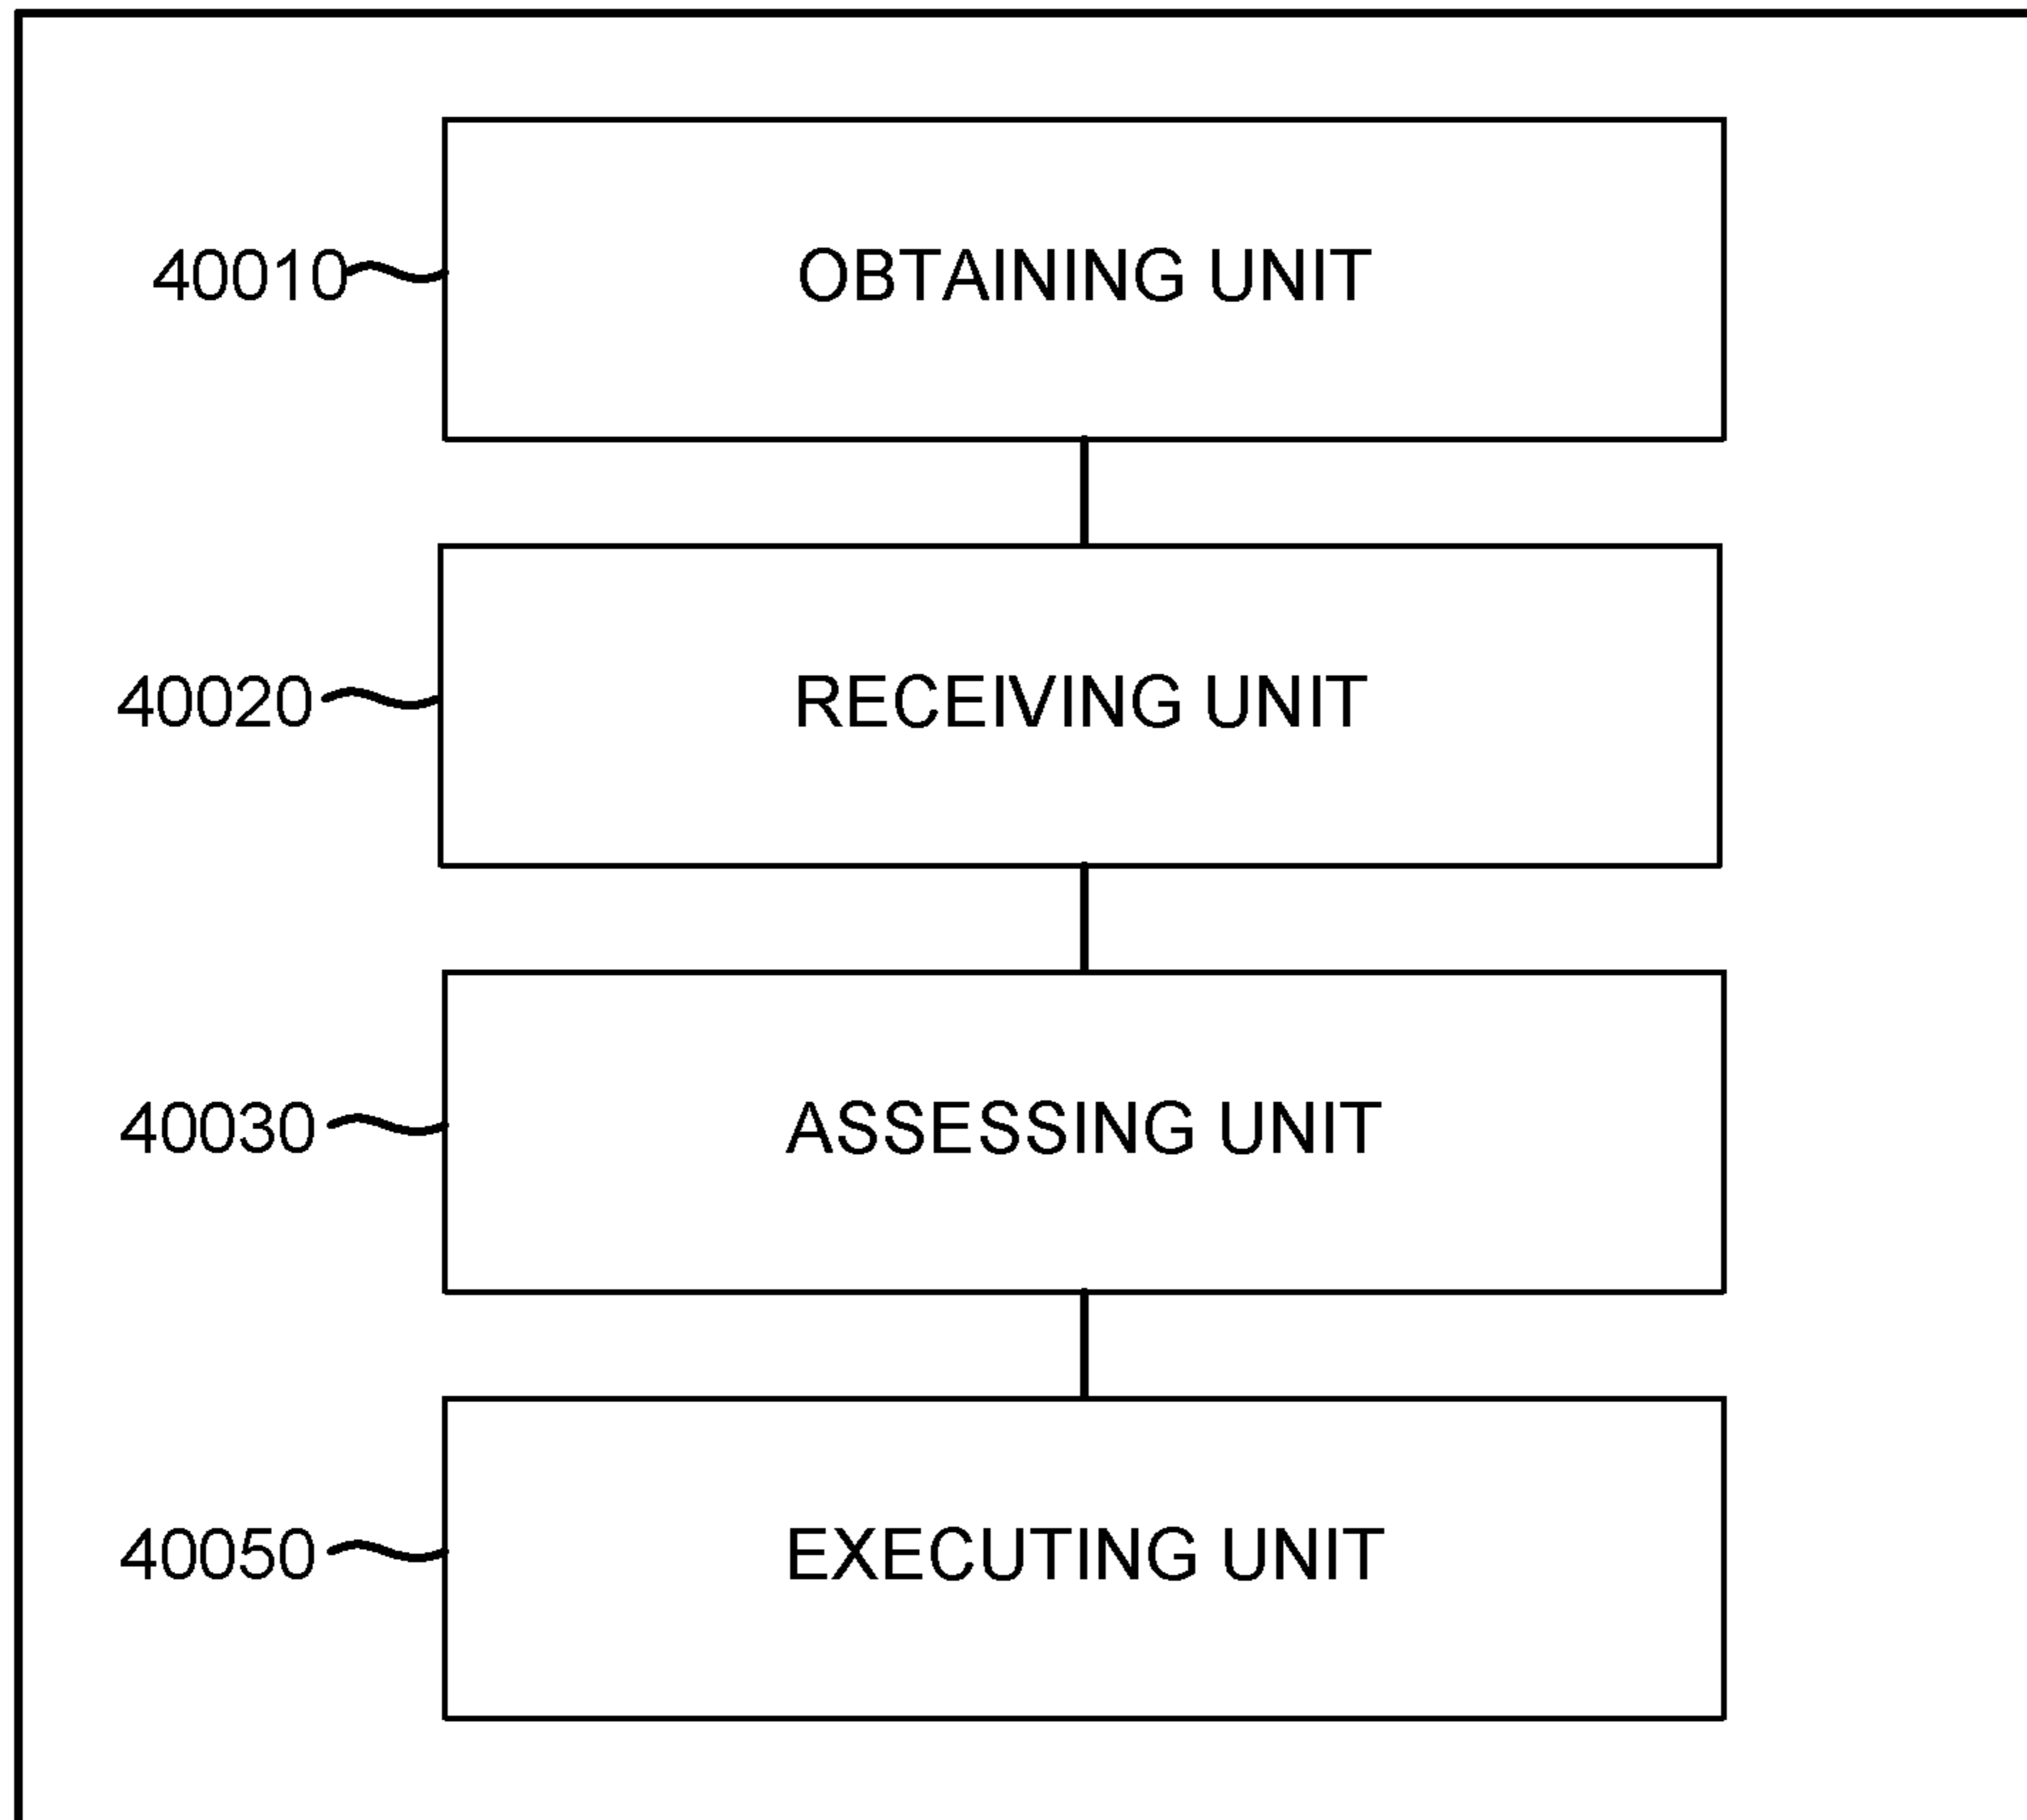 40010 OBTAINING UNIT
40020 RECEIVING UNIT
40030 ASSESSING UNIT
40050 EXECUTING UNIT